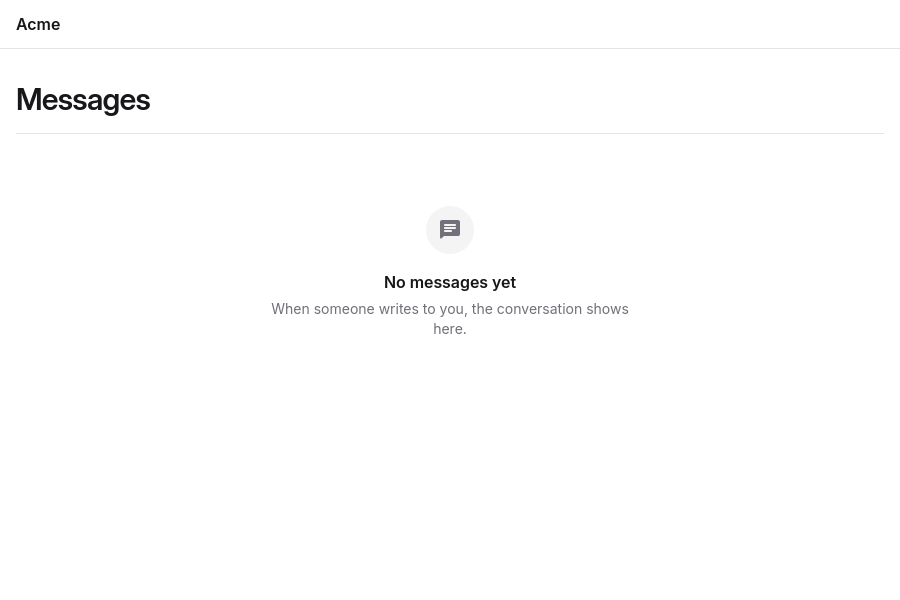 Acme
Messages
No messages yet
When someone writes to you, the conversation shows
here.